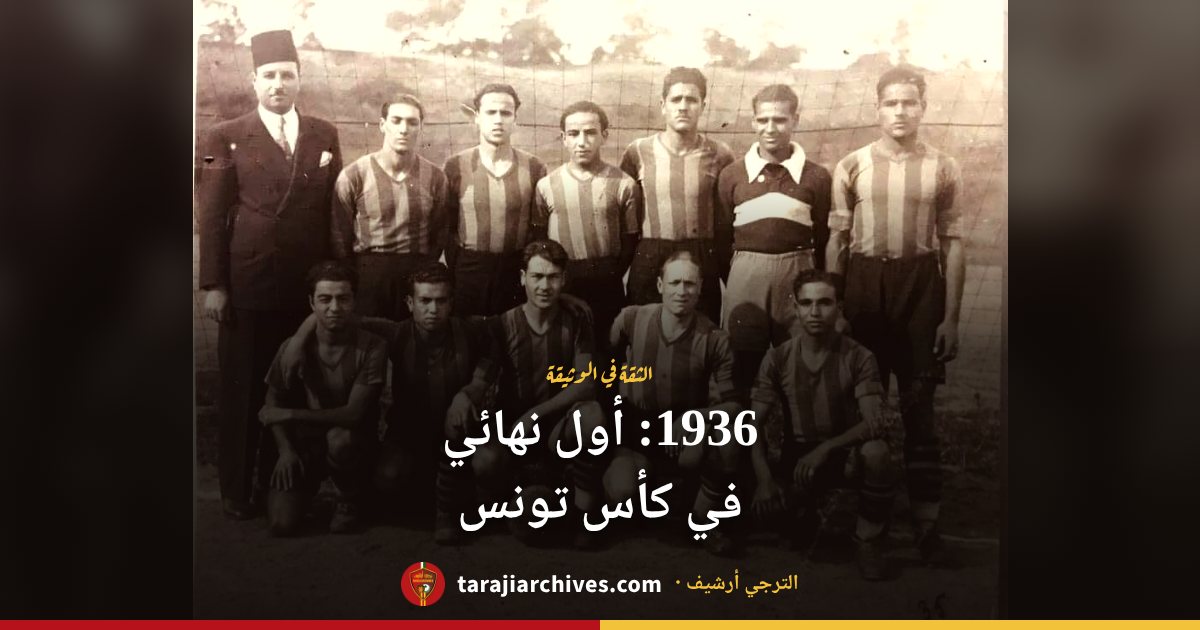 الثقة في الوثيقة
1936: أول نهائي
في كأس تونس
tarajiarchives.com · الترجي أرشيف